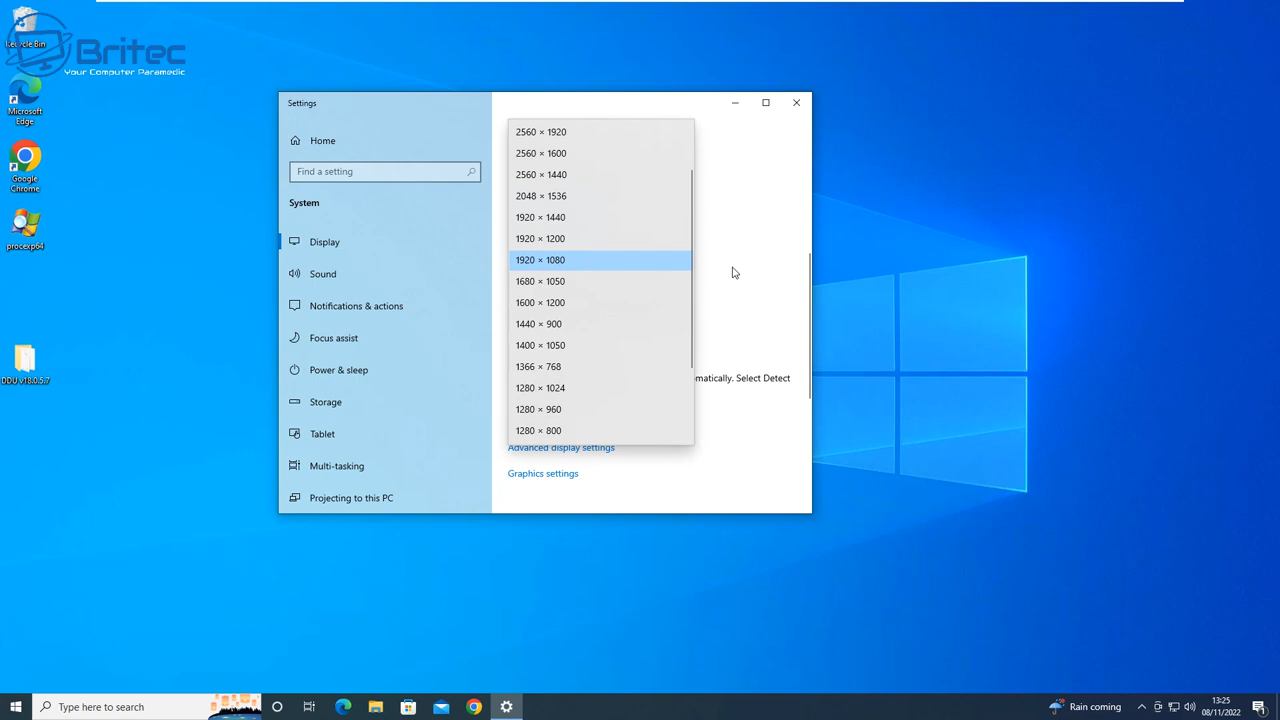 Recycle Bin
Britec
Your Computer Paramedic
Microsoft
Edge
Google
Chrome
procexp64
DDU v18.0.5.7
Settings
Home
Find a setting
System
Display
Sound
Notifications & actions
Focus assist
Power & sleep
Storage
Tablet
Multi-tasking
Projecting to this PC
2560 × 1920
2560 × 1600
2560 × 1440
2048 × 1536
1920 × 1440
1920 × 1200
1920 × 1080
1680 × 1050
1600 × 1200
1440 × 900
1400 × 1050
1366 × 768
1280 × 1024
1280 × 960
1280 × 800
matically. Select Detect
Advanced display settings
Graphics settings
Type here to search
Rain coming
13:25
08/11/2022
1